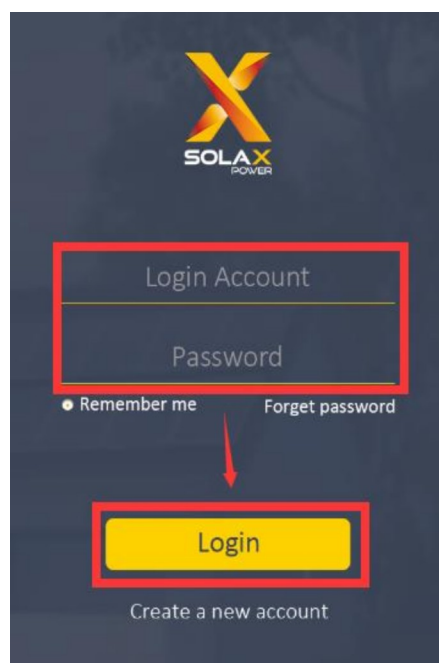 SOLAX
POWER
Login Account
Password
Remember me Forget password
Login
Create a new account